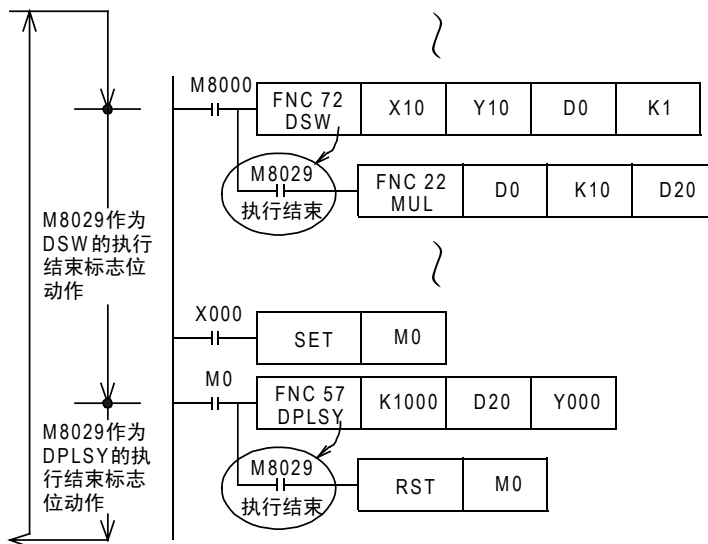 M8000
FNC 72
DSW
X10
Y10
D0
K1
M8029
执行结束
FNC 22
MUL
D0
K10
D20
M8029作为
DSW的执行
结束标志位
动作
X000
SET
M0
M0
FNC 57
DPLSY
K1000
D20
Y000
M8029作为
DPLSY的执
行结束标志
位动作
M8029
执行结束
RST
M0